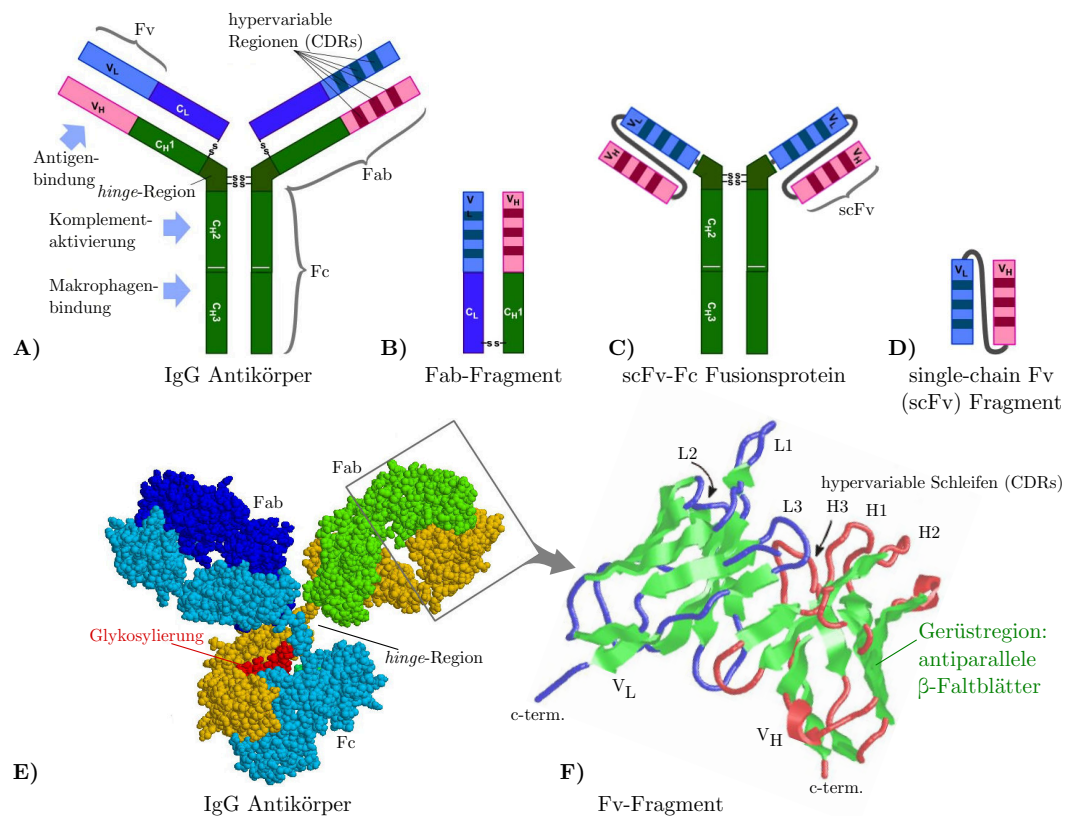 Fv
hypervariable
Regionen (CDRs)
VL
CL
VH
CH1
s
s
Antigen-
bindung
hinge-Region
s s
s s
Fab
Komplement-
aktivierung
CH2
Fc
Makrophagen-
bindung
CH3
A)
IgG Antikörper
V
L
VH
CL
CH1
s s
B)
Fab-Fragment
VL
VH
VL
VH
s s
s s
scFv
CH2
CH3
C)
scFv-Fc Fusionsprotein
VL
VH
D)
single-chain Fv
(scFv) Fragment
Fab
Fab
Glykosylierung
hinge-Region
Fc
E)
IgG Antikörper
L1
L2
hypervariable Schleifen (CDRs)
L3
H3
H1
H2
Gerüstregion:
antiparallele
β-Faltblätter
VL
c-term.
VH
c-term.
F)
Fv-Fragment